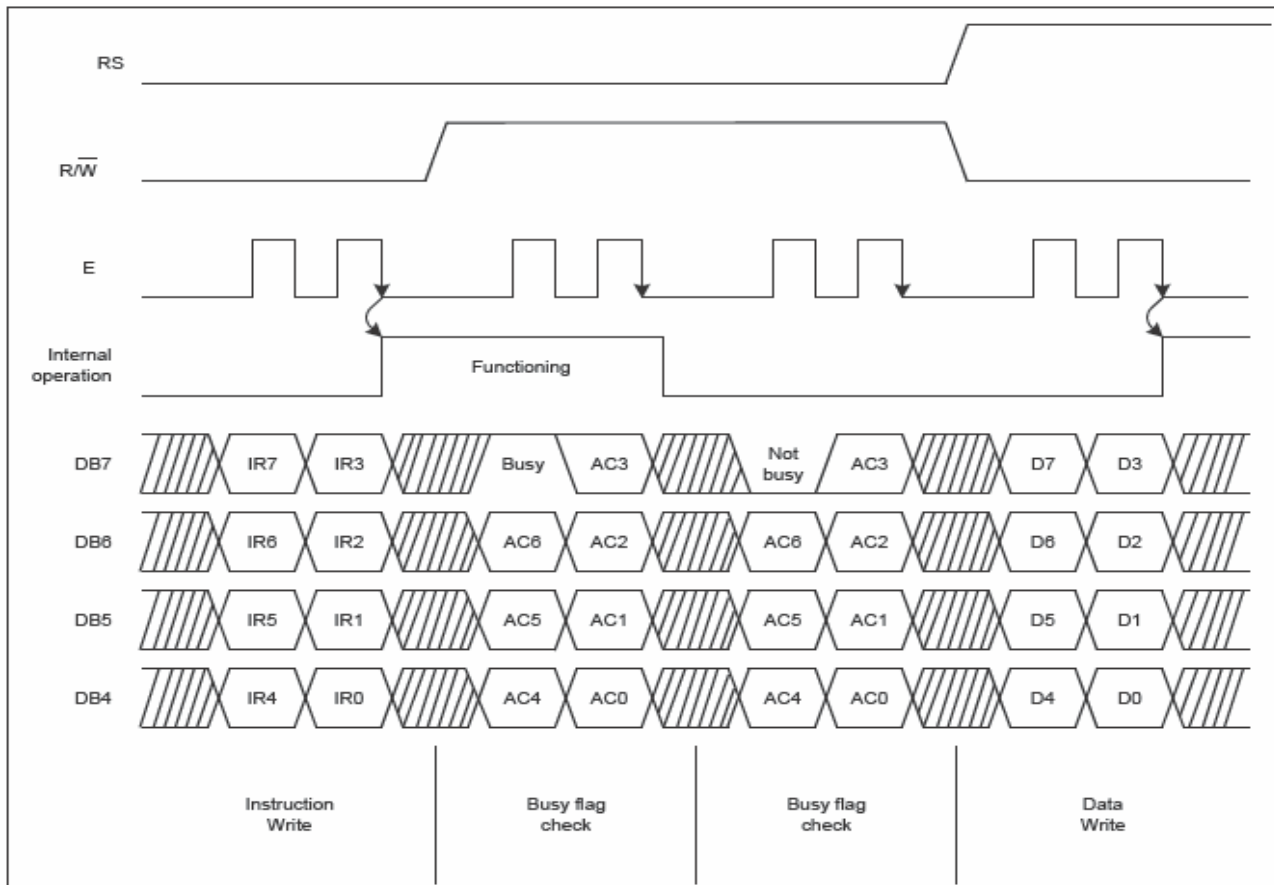 RS
R/W̅
E
Internal
operation
Functioning
DB7 IR7 IR3 Busy AC3 Not
busy AC3 D7 D3
DB6 IR6 IR2 AC6 AC2 AC6 AC2 D6 D2
DB5 IR5 IR1 AC5 AC1 AC5 AC1 D5 D1
DB4 IR4 IR0 AC4 AC0 AC4 AC0 D4 D0
Instruction
Write
Busy flag
check
Busy flag
check
Data
Write